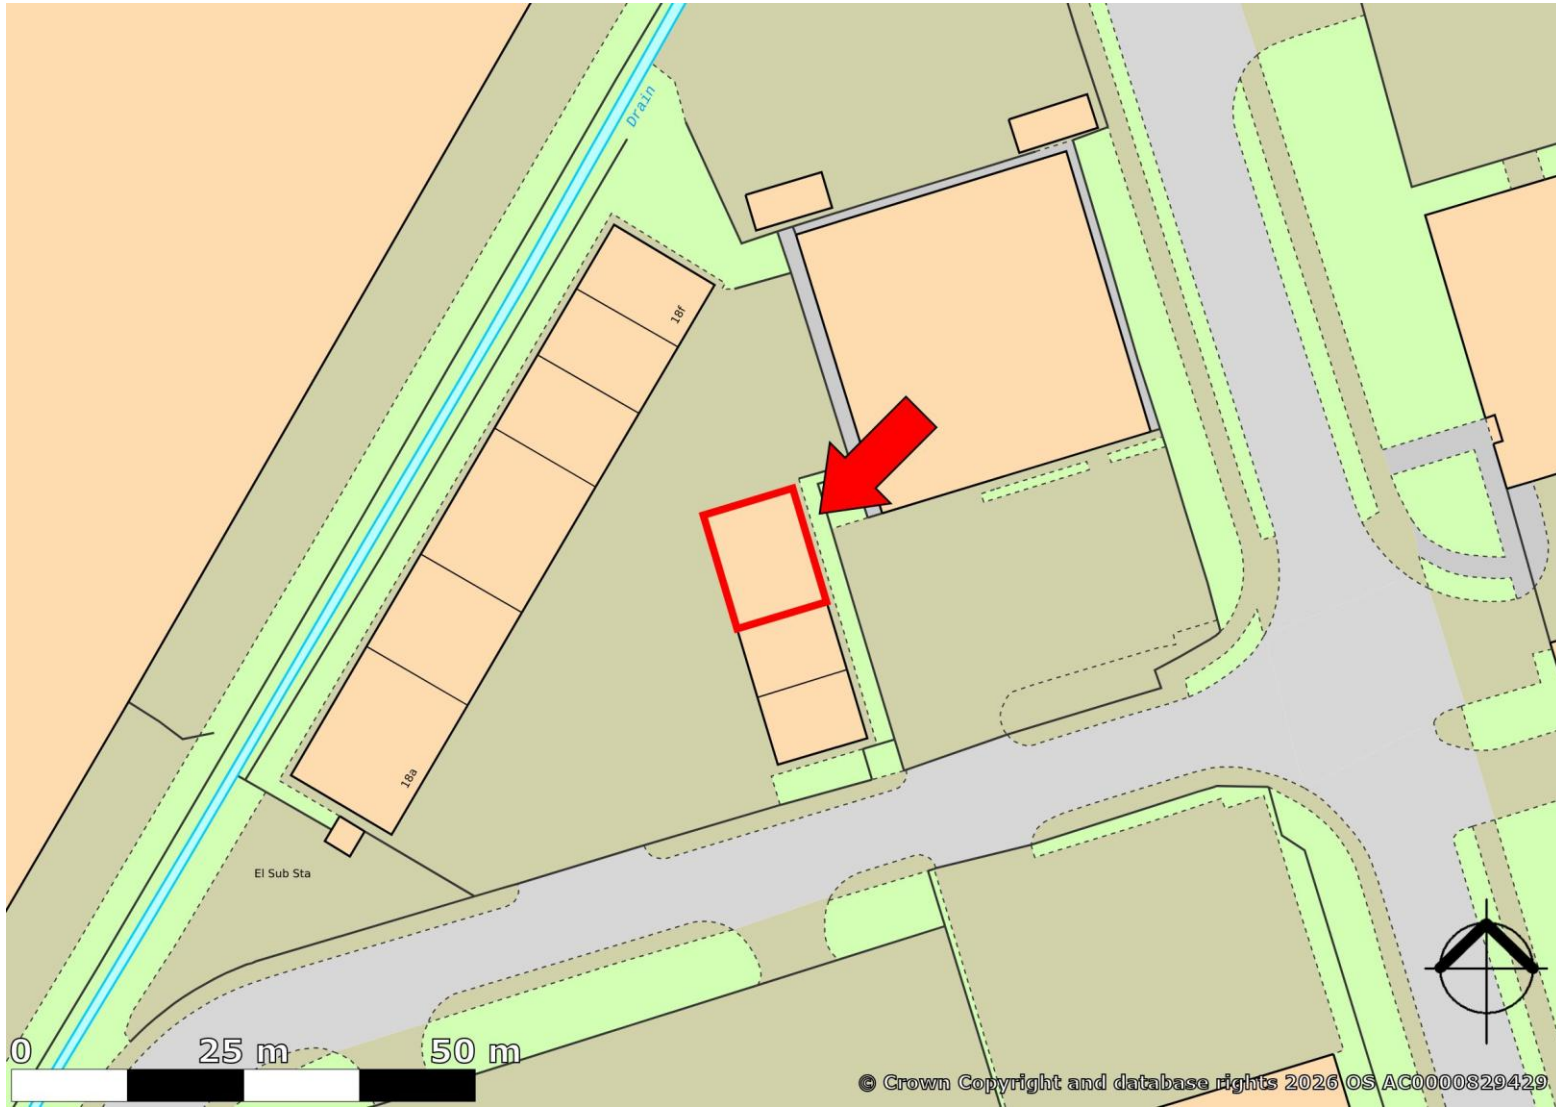 Drain
18f
18a
El Sub Sta
0 25 m 50 m
© Crown Copyright and database rights 2026 OS AC0000829429